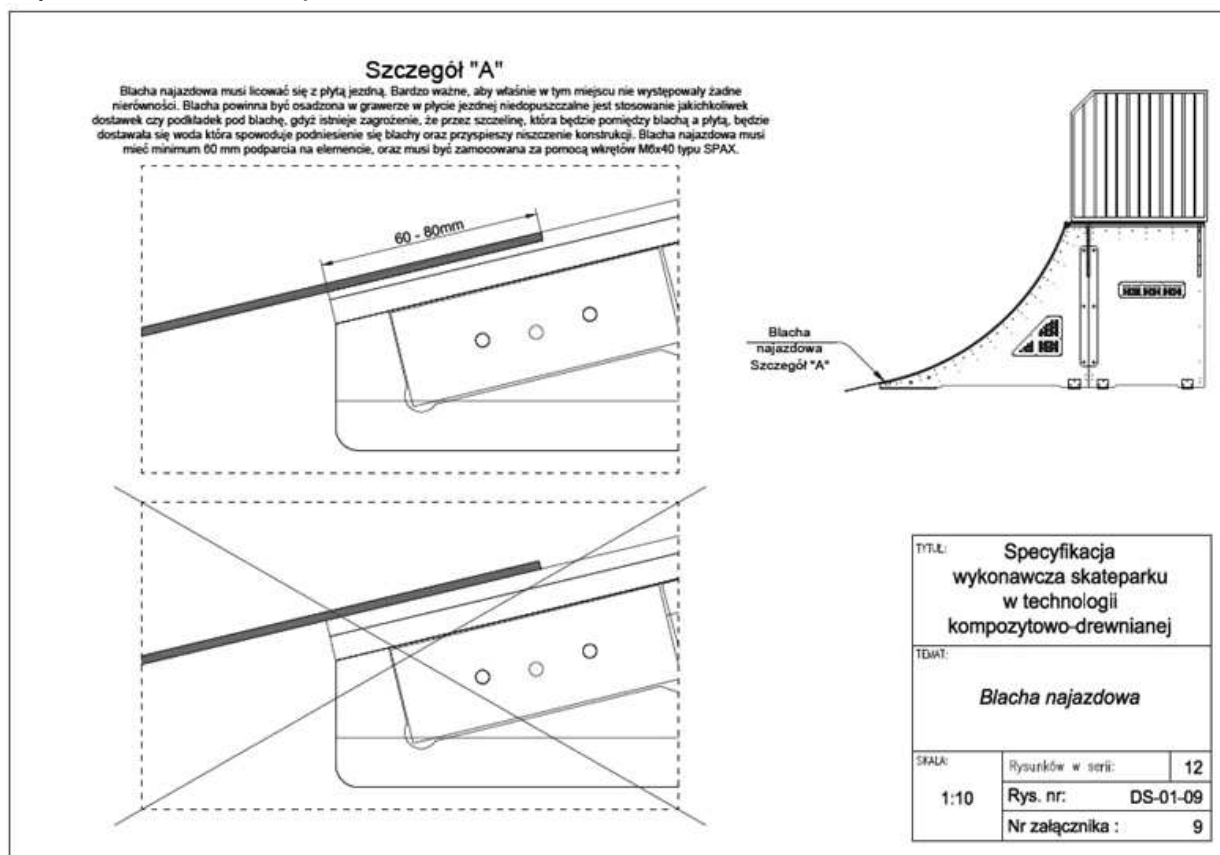 Szczegół "A"
Blacha najazdowa musi licować się z płytą jezdną. Bardzo ważne, aby właśnie w tym miejscu nie występowały żadne
nierówności. Blacha powinna być osadzona w grawerze w płycie jezdnej niedopuszczalne jest stosowanie jakichkolwiek
dostawek czy podkładek pod blachę, gdyż istnieje zagrożenie, że przez szczelinę, która będzie pomiędzy blachą a płytą, będzie
dostawała się woda która spowoduje podniesienie się blachy oraz przyspieszy niszczenie konstrukcji. Blacha najazdowa musi
mieć minimum 60 mm podparcia na elemencie, oraz musi być zamocowana za pomocą wkrętów M6x40 typu SPAX.
60 - 80mm
Blacha
najazdowa
Szczegół "A"
TYTUŁ:
Specyfikacja
wykonawcza skateparku
w technologii
kompozytowo-drewnianej
TEMAT:
Blacha najazdowa
SKALA:
1:10
Rysunków w serii: 12
Rys. nr: DS-01-09
Nr załącznika : 9